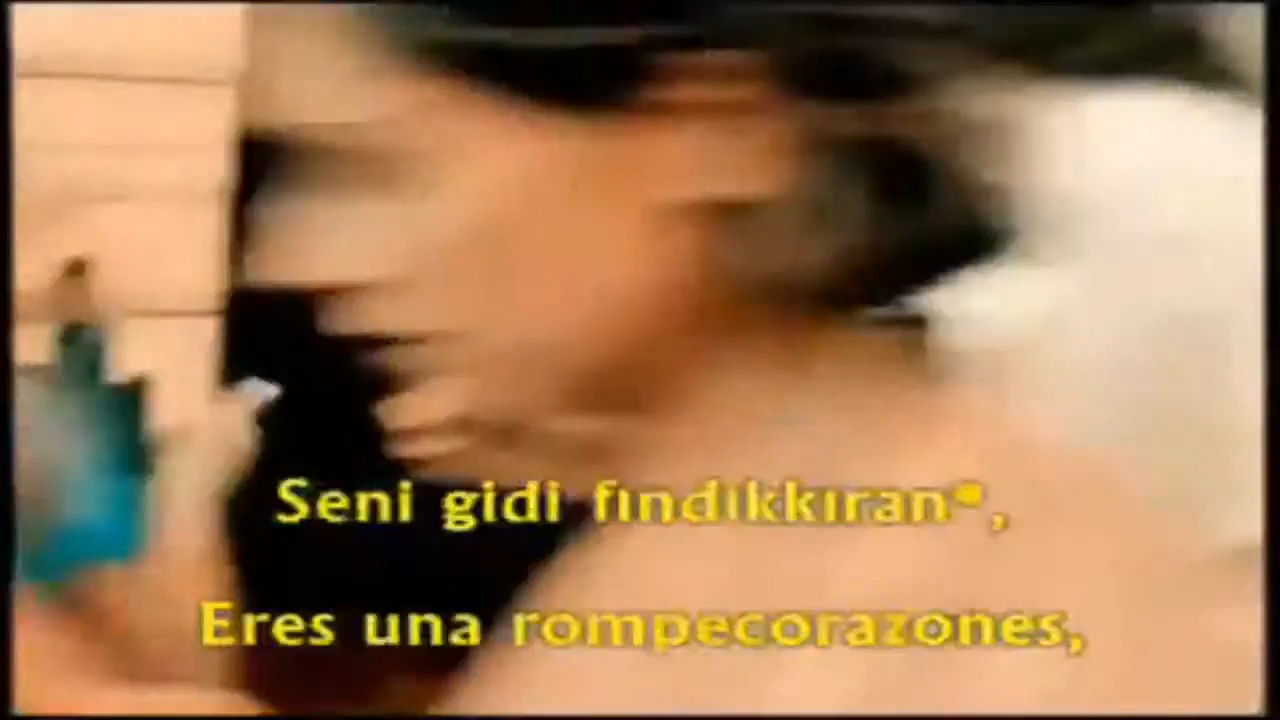 Seni gidi fındıkkıran*,
Eres una rompecorazones,